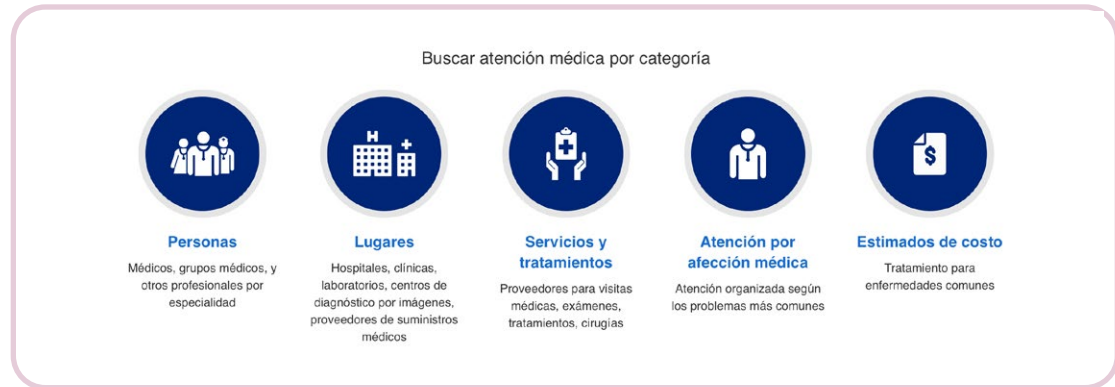 Buscar atención médica por categoría
H
Personas
Médicos, grupos médicos, y
otros profesionales por
especialidad
Lugares
Hospitales, clínicas,
laboratorios, centros de
diagnóstico por imágenes,
proveedores de suministros
médicos
Servicios y
tratamientos
Proveedores para visitas
médicas, exámenes,
tratamientos, cirugías
Atención por
afección médica
Atención organizada según
los problemas más comunes
$
Estimados de costo
Tratamiento para
enfermedades comunes